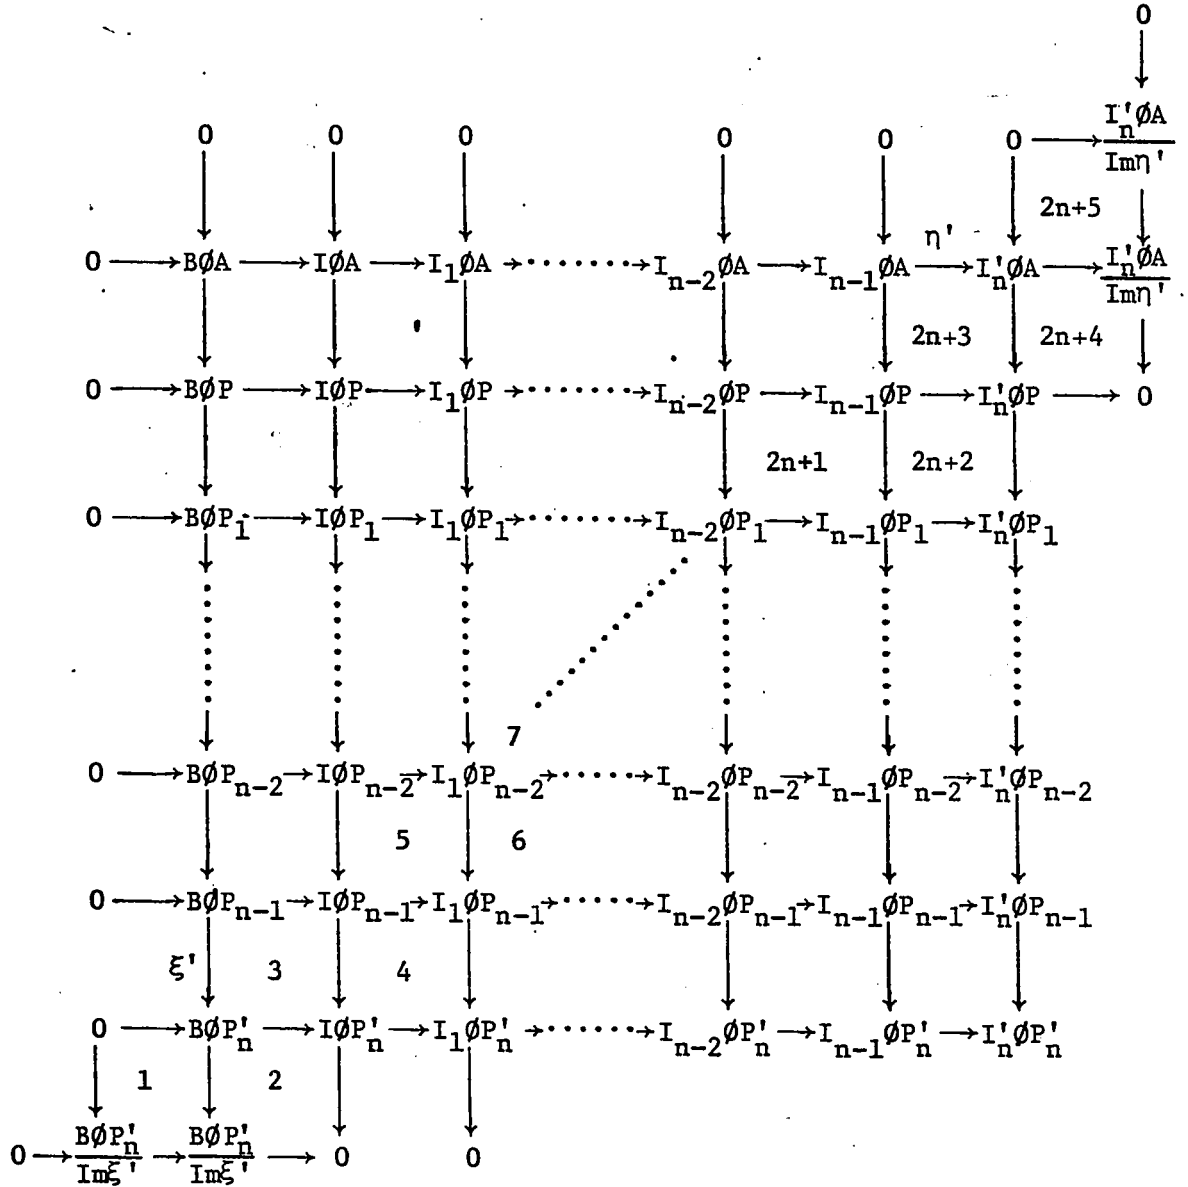 0
0 0 0 0 0 0 → I'ₙØA/Imη'
2n+5
η'
0 → BØA → IØA → I₁ØA → ······· → Iₙ₋₂ØA → Iₙ₋₁ØA → I'ₙØA → I'ₙØA/Imη'
2n+3 2n+4
0 → BØP → IØP → I₁ØP → ······· → Iₙ₋₂ØP → Iₙ₋₁ØP → I'ₙØP → 0
2n+1 2n+2
0 → BØP₁ → IØP₁ → I₁ØP₁ → ······· → Iₙ₋₂ØP₁ → Iₙ₋₁ØP₁ → I'ₙØP₁
7
0 → BØPₙ₋₂ → IØPₙ₋₂ → I₁ØPₙ₋₂ → ······ → Iₙ₋₂ØPₙ₋₂ → Iₙ₋₁ØPₙ₋₂ → I'ₙØPₙ₋₂
5 6
0 → BØPₙ₋₁ → IØPₙ₋₁ → I₁ØPₙ₋₁ → ······ → Iₙ₋₂ØPₙ₋₁ → Iₙ₋₁ØPₙ₋₁ → I'ₙØPₙ₋₁
ξ' 3 4
0 → BØP'ₙ → IØP'ₙ → I₁ØP'ₙ → ······· → Iₙ₋₂ØP'ₙ → Iₙ₋₁ØP'ₙ → I'ₙØP'ₙ
1 2
0 → BØP'ₙ/Imξ' → BØP'ₙ/Imξ' → 0 0